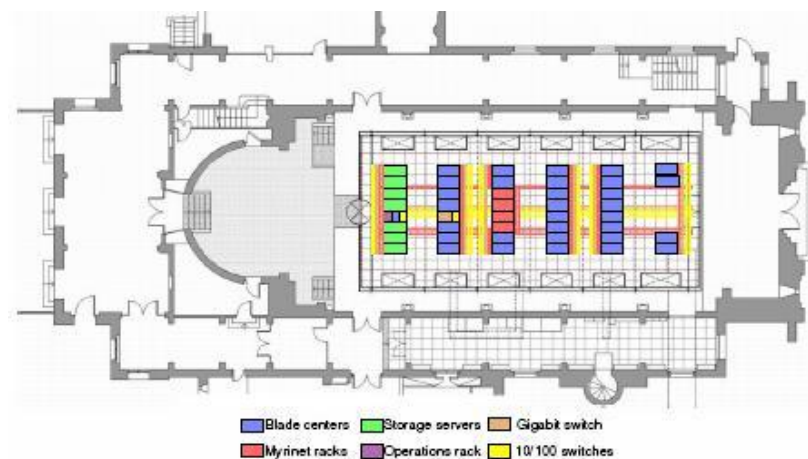 Blade centers Storage servers Gigabit switch
Myrinet racks Operations rack 10/100 switches